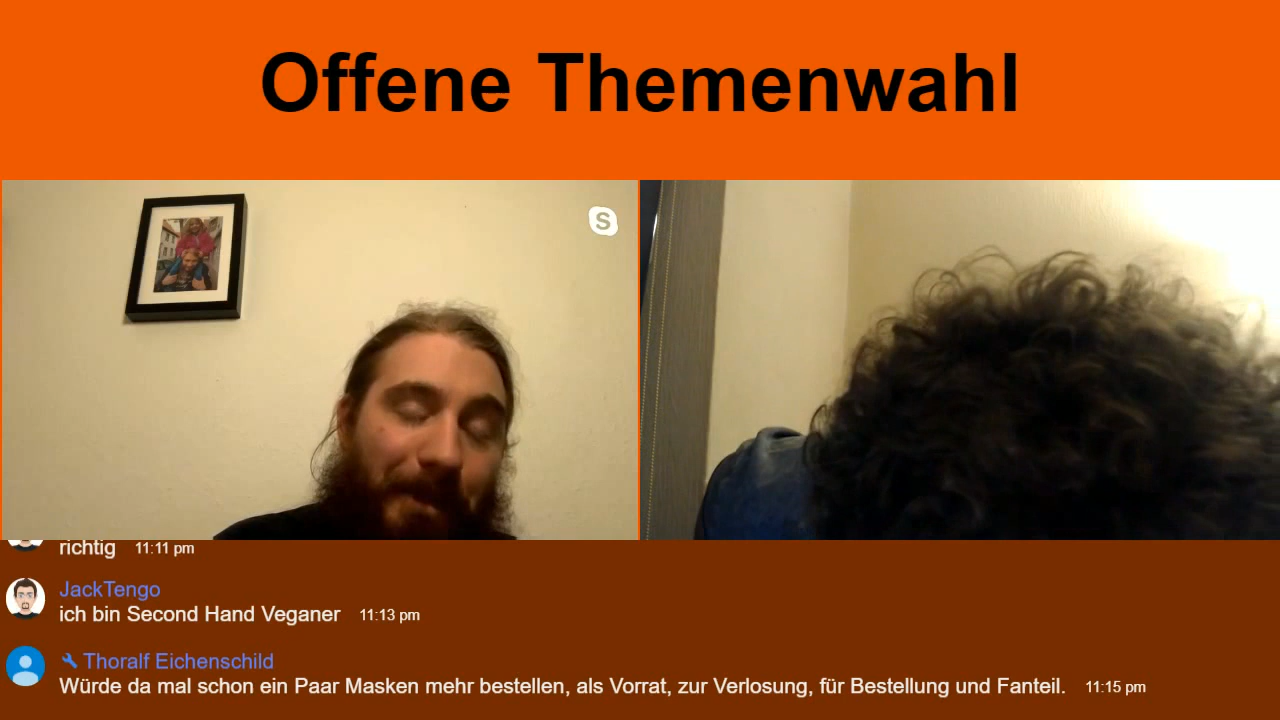 Offene Themenwahl
S
richtig 11:11 pm
JackTengo
ich bin Second Hand Veganer 11:13 pm
Thoralf Eichenschild
Würde da mal schon ein Paar Masken mehr bestellen, als Vorrat, zur Verlosung, für Bestellung und Fanteil. 11:15 pm